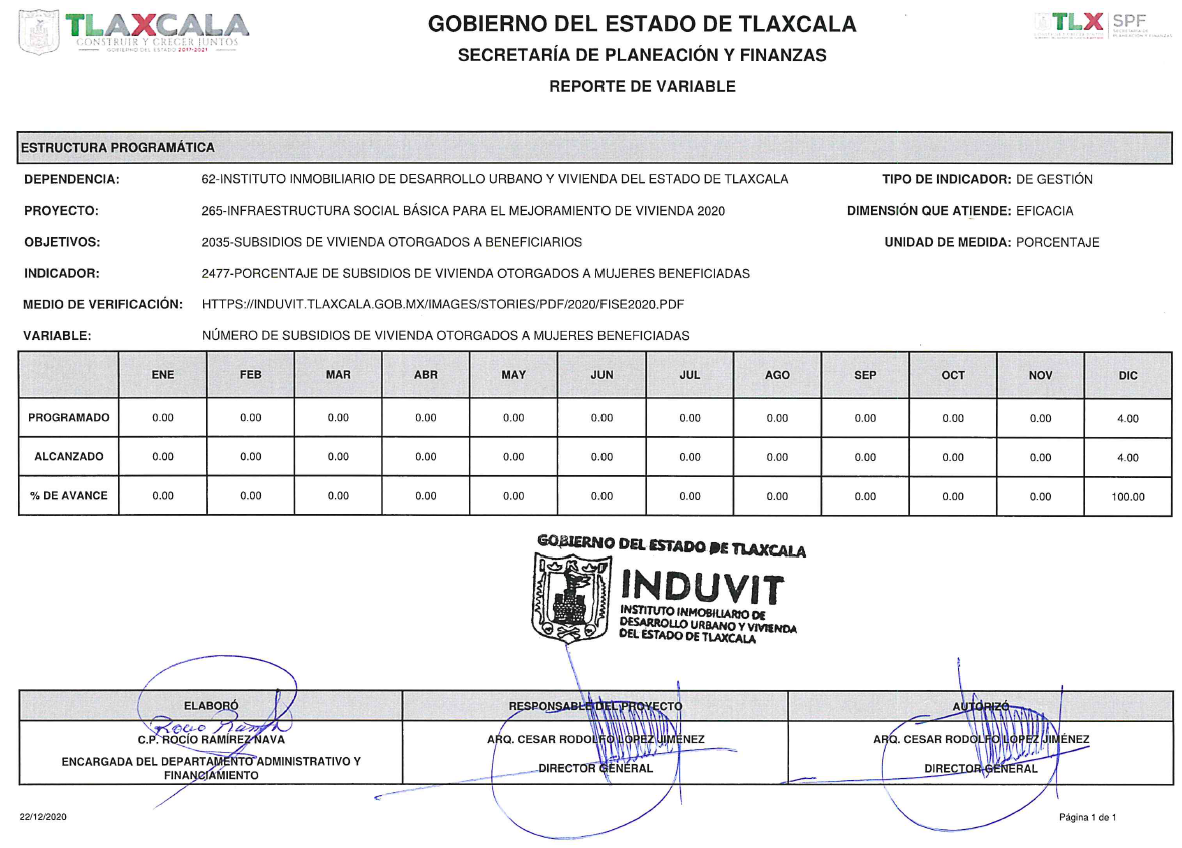 TLAXCALA
CONSTRUIR Y CRECER JUNTOS
GOBIERNO DEL ESTADO 2017-2021
GOBIERNO DEL ESTADO DE TLAXCALA
SECRETARÍA DE PLANEACIÓN Y FINANZAS
REPORTE DE VARIABLE
TLX SPF
SECRETARÍA DE
PLANEACIÓN Y FINANZAS
ESTRUCTURA PROGRAMÁTICA
DEPENDENCIA: 62-INSTITUTO INMOBILIARIO DE DESARROLLO URBANO Y VIVIENDA DEL ESTADO DE TLAXCALA TIPO DE INDICADOR: DE GESTIÓN
PROYECTO: 265-INFRAESTRUCTURA SOCIAL BÁSICA PARA EL MEJORAMIENTO DE VIVIENDA 2020 DIMENSIÓN QUE ATIENDE: EFICACIA
OBJETIVOS: 2035-SUBSIDIOS DE VIVIENDA OTORGADOS A BENEFICIARIOS UNIDAD DE MEDIDA: PORCENTAJE
INDICADOR: 2477-PORCENTAJE DE SUBSIDIOS DE VIVIENDA OTORGADOS A MUJERES BENEFICIADAS
MEDIO DE VERIFICACIÓN: HTTPS://INDUVIT.TLAXCALA.GOB.MX/IMAGES/STORIES/PDF/2020/FISE2020.PDF
VARIABLE: NÚMERO DE SUBSIDIOS DE VIVIENDA OTORGADOS A MUJERES BENEFICIADAS
ENE FEB MAR ABR MAY JUN JUL AGO SEP OCT NOV DIC
PROGRAMADO 0.00 0.00 0.00 0.00 0.00 0.00 0.00 0.00 0.00 0.00 0.00 4.00
ALCANZADO 0.00 0.00 0.00 0.00 0.00 0.00 0.00 0.00 0.00 0.00 0.00 4.00
% DE AVANCE 0.00 0.00 0.00 0.00 0.00 0.00 0.00 0.00 0.00 0.00 0.00 100.00
GOBIERNO DEL ESTADO DE TLAXCALA
INDUVIT
INSTITUTO INMOBILIARIO DE
DESARROLLO URBANO Y VIVIENDA
DEL ESTADO DE TLAXCALA
ELABORÓ RESPONSABLE DEL PROYECTO AUTORIZÓ
C.P. ROCÍO RAMÍREZ NAVA ARQ. CESAR RODOLFO LOPEZ JIMÉNEZ ARQ. CESAR RODOLFO LOPEZ JIMÉNEZ
ENCARGADA DEL DEPARTAMENTO ADMINISTRATIVO Y
FINANCIAMIENTO
DIRECTOR GENERAL DIRECTOR GENERAL
22/12/2020 Página 1 de 1